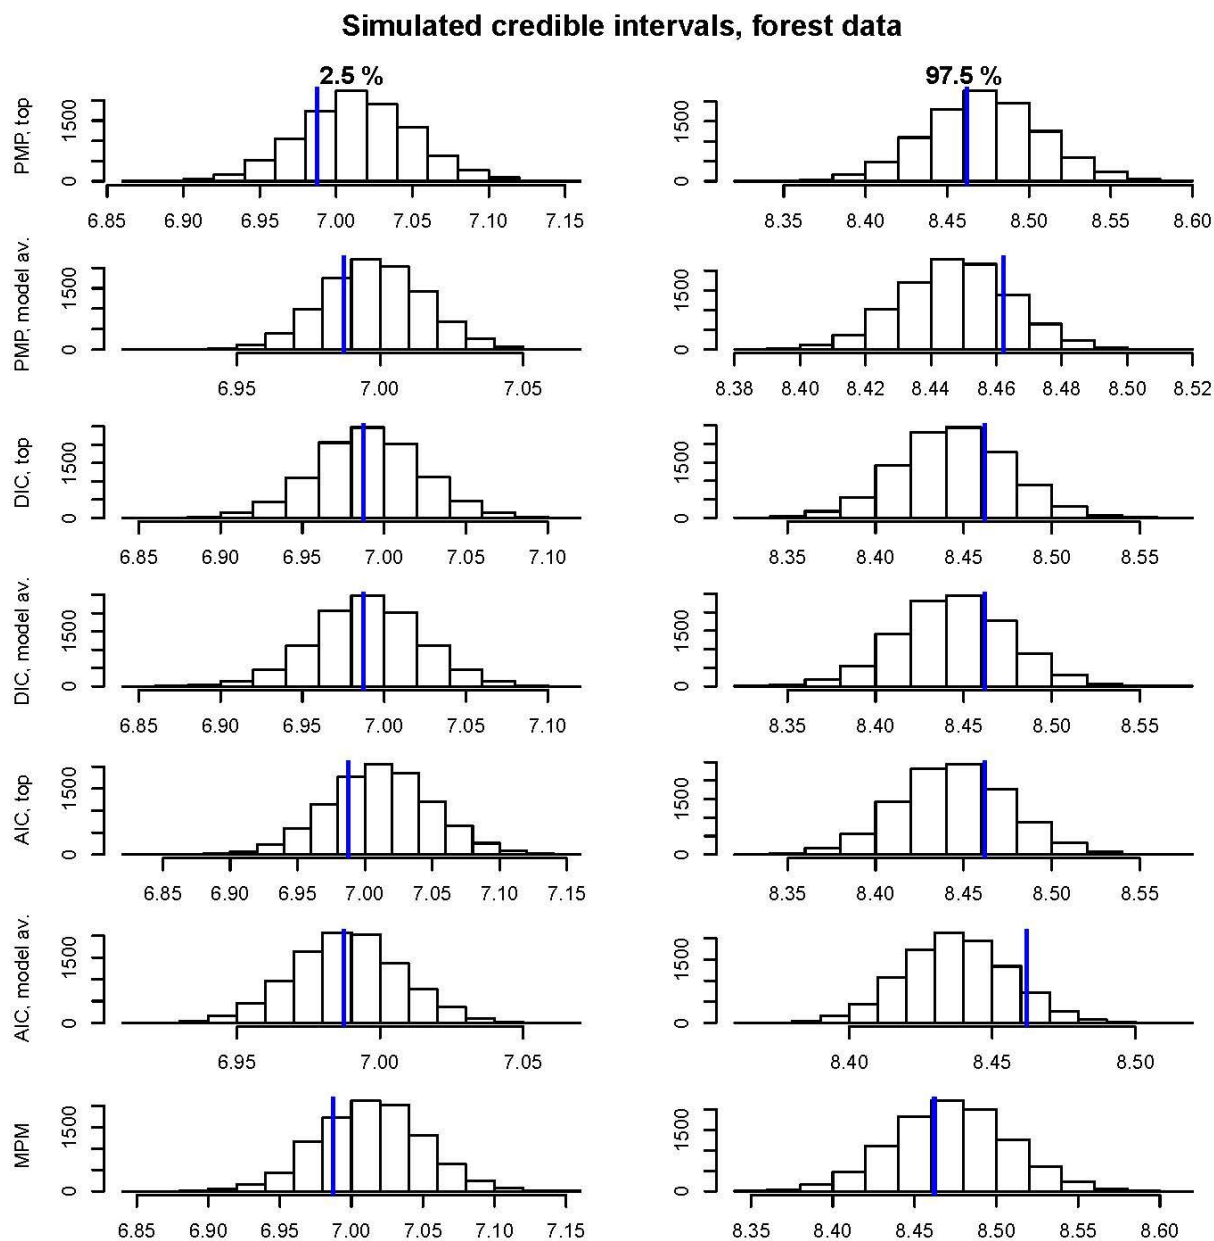 Simulated credible intervals, forest data
2.5 % 97.5 %
PMP, top
0 1500 0 1500
6.85 6.90 6.95 7.00 7.05 7.10 7.15 8.35 8.40 8.45 8.50 8.55 8.60
PMP, model av.
0 1500 0 1500
6.95 7.00 7.05 8.38 8.40 8.42 8.44 8.46 8.48 8.50 8.52
DIC, top
0 1500 0 1500
6.85 6.90 6.95 7.00 7.05 7.10 8.35 8.40 8.45 8.50 8.55
DIC, model av.
0 1500 0 1500
6.85 6.90 6.95 7.00 7.05 7.10 8.35 8.40 8.45 8.50 8.55
AIC, top
0 1500 0 1500
6.85 6.90 6.95 7.00 7.05 7.10 7.15 8.35 8.40 8.45 8.50 8.55
AIC, model av.
0 1500 0 1500
6.95 7.00 7.05 8.40 8.45 8.50
MPM
0 1500 0 1500
6.85 6.90 6.95 7.00 7.05 7.10 7.15 8.35 8.40 8.45 8.50 8.55 8.60